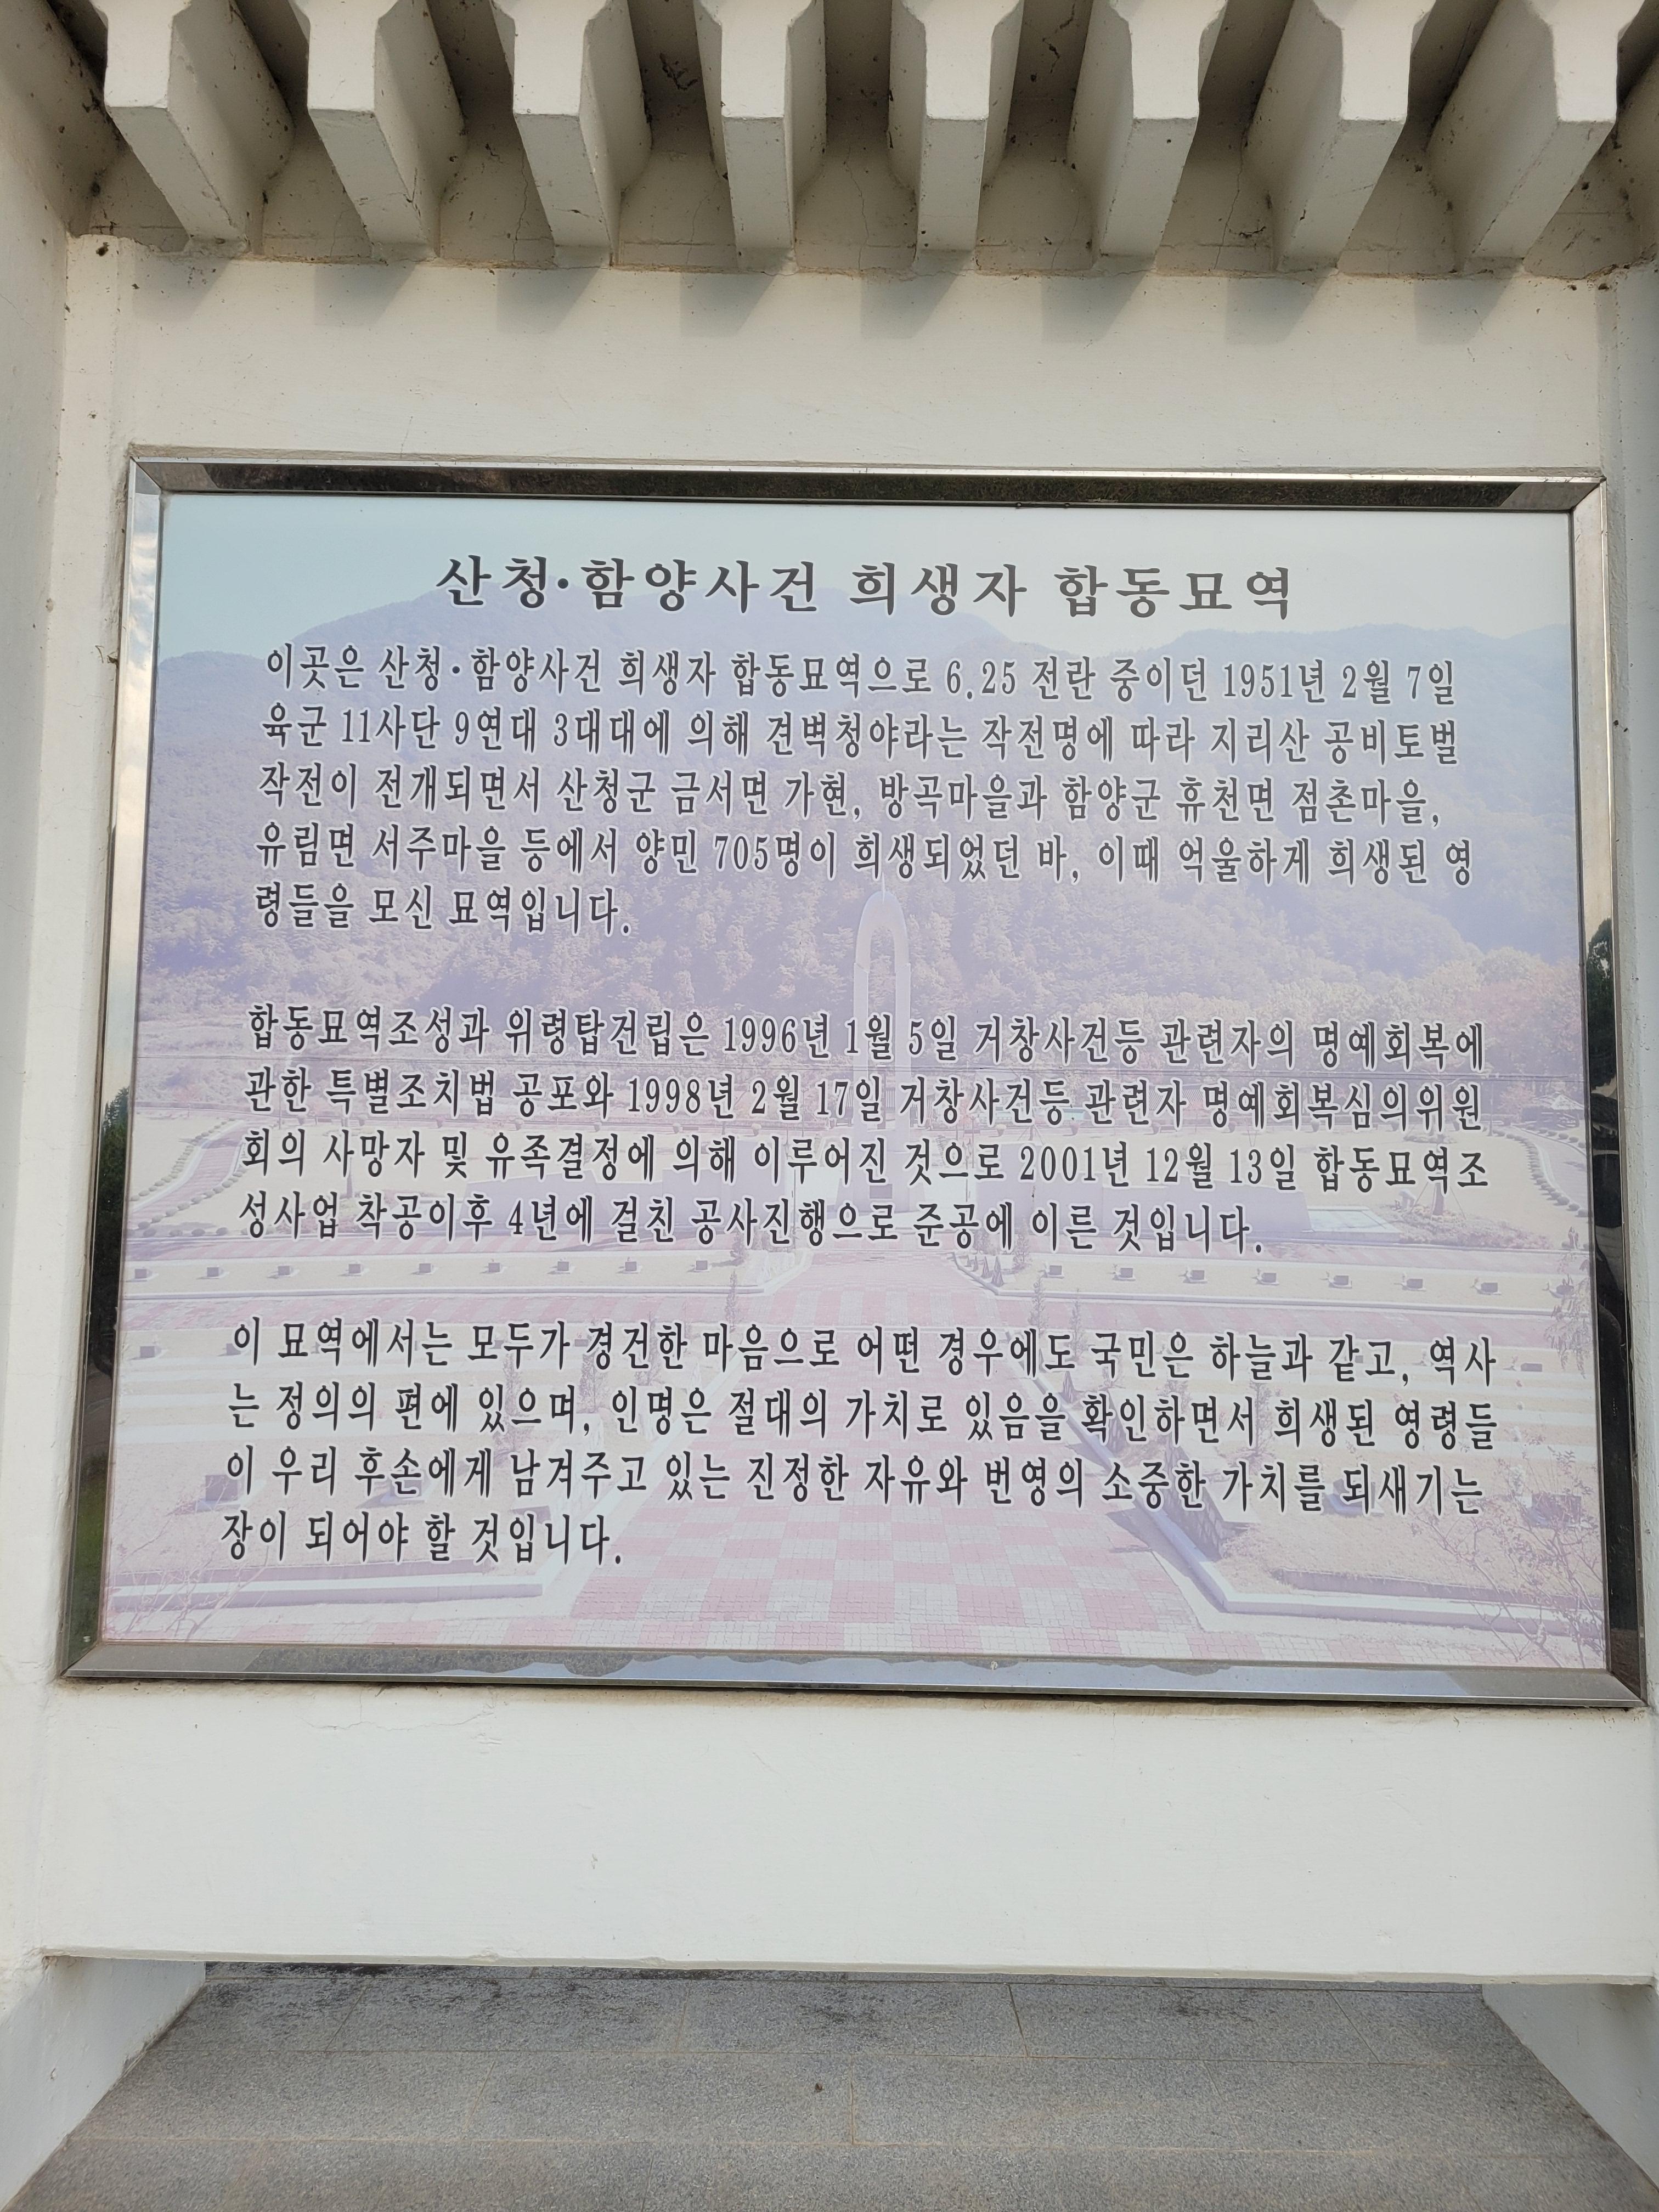 산청·함양사건 희생자 합동묘역
이곳은 산청·함양사건 희생자 합동묘역으로 6.25 전란 중이던 1951년 2월 7일
육군 11사단 9연대 3대대에 의해 견벽청야라는 작전명에 따라 지리산 공비토벌
작전이 전개되면서 산청군 금서면 가현, 방곡마을과 함양군 휴천면 점촌마을,
유림면 서주마을 등에서 양민 705명이 희생되었던 바, 이때 억울하게 희생된 영
령들을 모신 묘역입니다.
합동묘역조성과 위령탑건립은 1996년 1월 5일 거창사건등 관련자의 명예회복에
관한 특별조치법 공포와 1998년 2월 17일 거창사건등 관련자 명예회복심의위원
회의 사망자 및 유족결정에 의해 이루어진 것으로 2001년 12월 13일 합동묘역조
성사업 착공이후 4년에 걸친 공사진행으로 준공에 이른 것입니다.
이 묘역에서는 모두가 경건한 마음으로 어떤 경우에도 국민은 하늘과 같고, 역사
는 정의의 편에 있으며, 인명은 절대의 가치로 있음을 확인하면서 희생된 영령들
이 우리 후손에게 남겨주고 있는 진정한 자유와 번영의 소중한 가치를 되새기는
장이 되어야 할 것입니다.